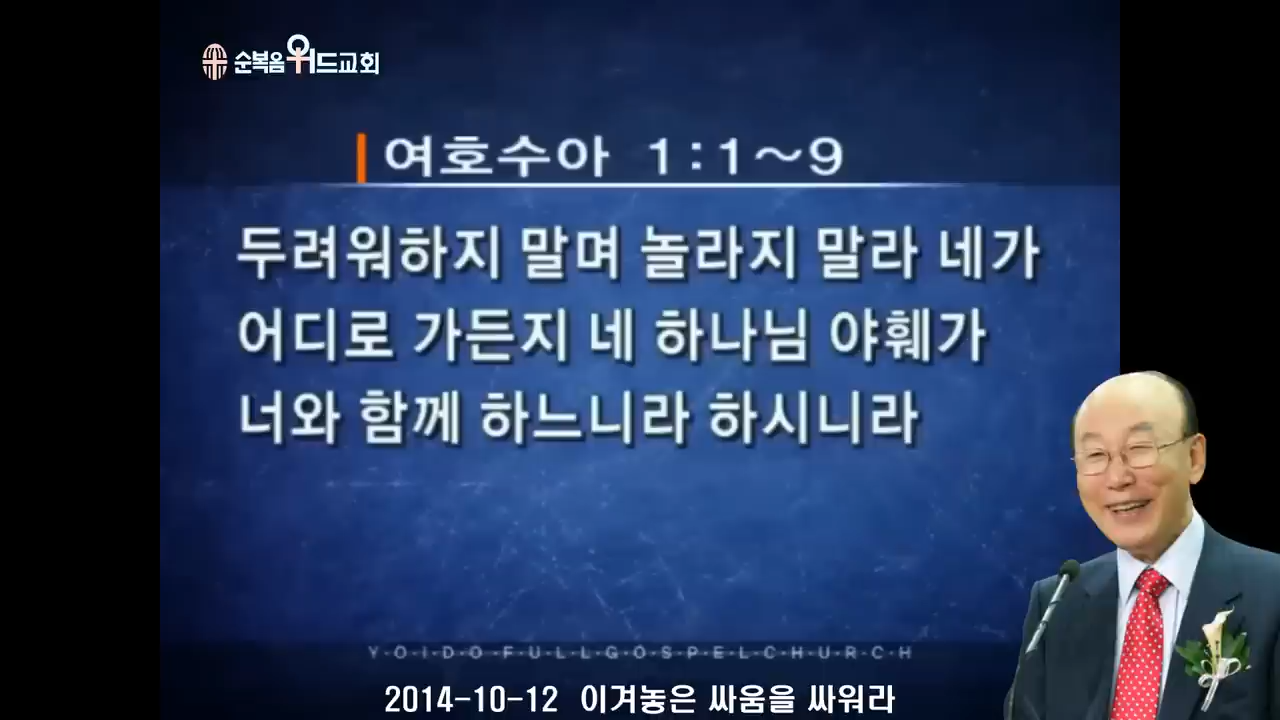 순복음워드교회
여호수아 1:1~9
두려워하지 말며 놀라지 말라 네가
어디로 가든지 네 하나님 야훼가
너와 함께 하느니라 하시니라
Y·O·I·D·O·F·U·L·L·G·O·S·P·E·L·C·H·U·R·C·H
2014-10-12 이겨놓은 싸움을 싸워라